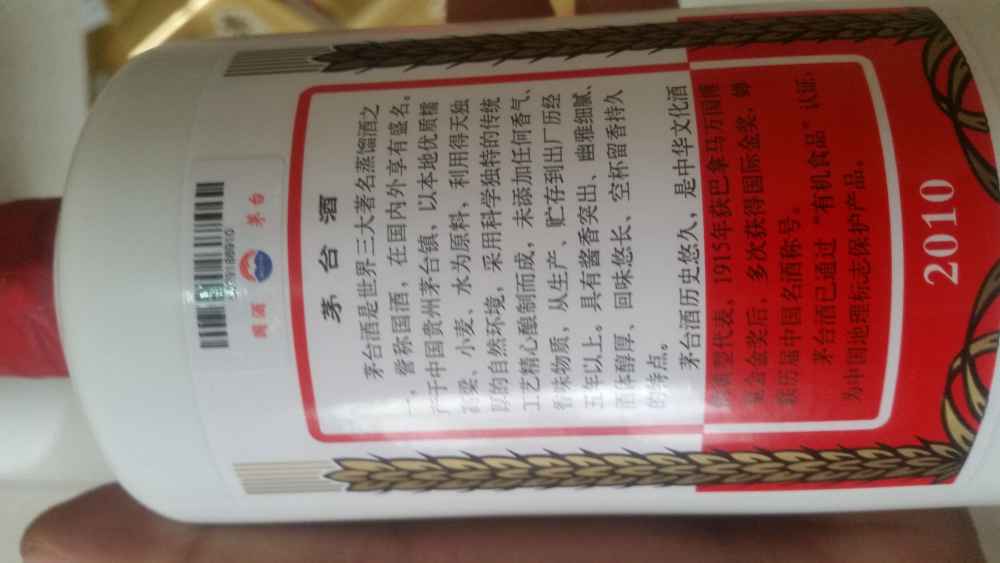 国酒 茅台
茅台酒
茅台酒是世界三大著名蒸馏酒之
一，誉称国酒，在国内外享有盛名。
产于中国贵州茅台镇，以本地优质糯
高粱、小麦、水为原料，利用得天独
厚的自然环境，采用科学独特的传统
工艺精心酿制而成，未添加任何香气、
香味物质，从生产、贮存到出厂历经
五年以上。具有酱香突出、幽雅细腻、
酒体醇厚、回味悠长、空杯留香持久
的特点。
茅台酒历史悠久，是中华文化酒
典型代表，1915年获巴拿马万国博
览会金奖后，多次获得国际金奖，蝉
联历届中国名酒称号。
茅台酒已通过“有机食品”认证，
为中国地理标志保护产品。
2010